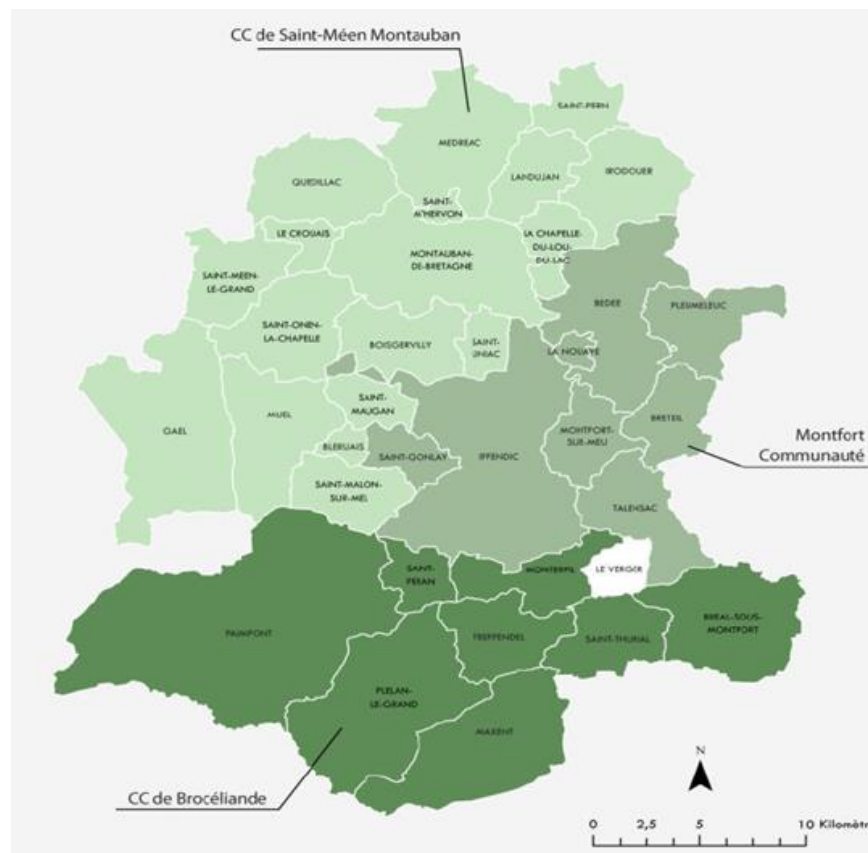 CC de Saint-Méen Montauban
SAINT-PERN
MEDREAC
LANDUJAN
IRODOUER
QUEDILLAC
SAINT-
M'HERVON
LE CROUAIS
LA CHAPELLE-
DU-LOU-
DU-LAC
MONTAUBAN-
DE-BRETAGNE
SAINT-MEEN-
LE-GRAND
BEDEE
PLEUMELEUC
SAINT-ONEN-
LA-CHAPELLE
BOISGERVILLY
SAINT-
UNIAC
LA NOUAYE
SAINT-
MAUGAN
GAEL
MUEL
BRETEIL
MONTFORT-
SUR-MEU
BLERUAIS
SAINT-GONLAY
IFFENDIC
Montfort
Communauté
SAINT-MALON-
SUR-MEL
TALENSAC
SAINT-
PÉRAN
MONTERFIL
LE VERGER
PAIMPONT
TREFFENDEL
SAINT-THURIAL
BREAL-SOUS-
MONTFORT
PLELAN-
LE-GRAND
MAXENT
N
CC de Brocéliande
0 2,5 5 10 Kilomètr